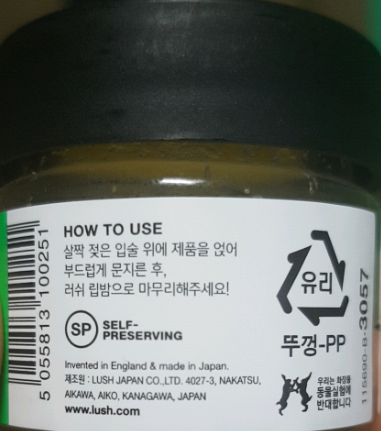 HOW TO USE
살짝 젖은 입술 위에 제품을 얹어
부드럽게 문지른 후,
러쉬 립밤으로 마무리해주세요!
SP SELF-
PRESERVING
Invented in England & made in Japan.
제조원 : LUSH JAPAN CO.,LTD. 4027-3, NAKATSU,
AIKAWA, AIKO, KANAGAWA, JAPAN
www.lush.com
5 055813 100251
유리
뚜껑-PP
우리는 화장품
동물실험에
반대합니다
115690-8-3057